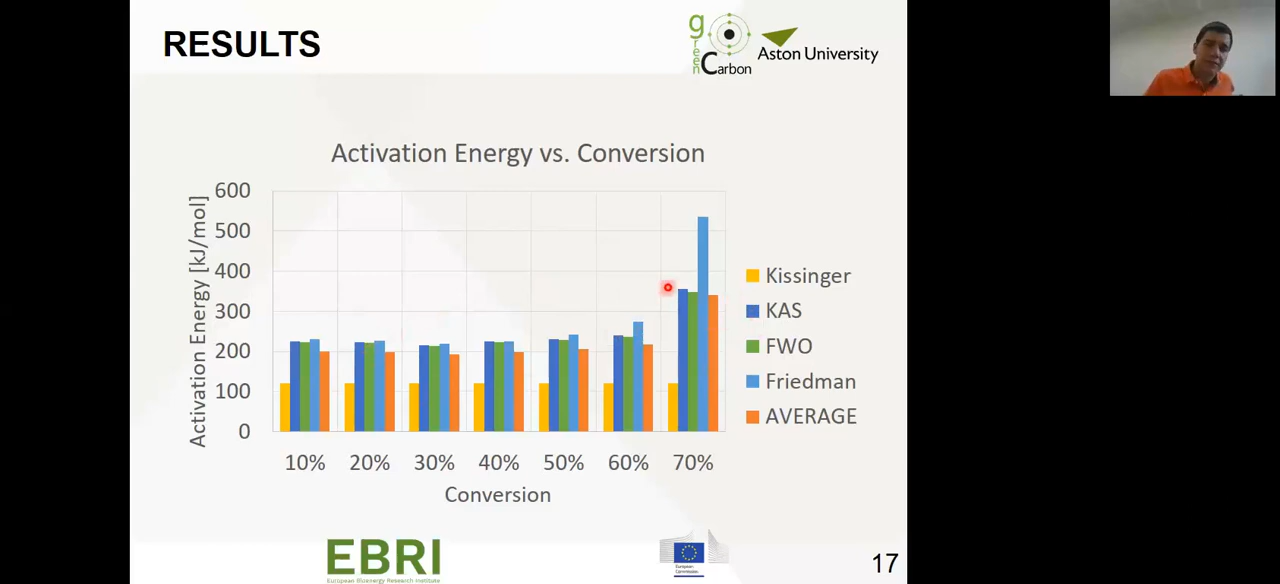 RESULTS
green Carbon
Aston University
Activation Energy vs. Conversion
Activation Energy [kJ/mol]
600
500
400
300
200
100
0
10% 20% 30% 40% 50% 60% 70%
Conversion
Kissinger
KAS
FWO
Friedman
AVERAGE
EBRI
European Bioenergy Research Institute
European
Commission
17